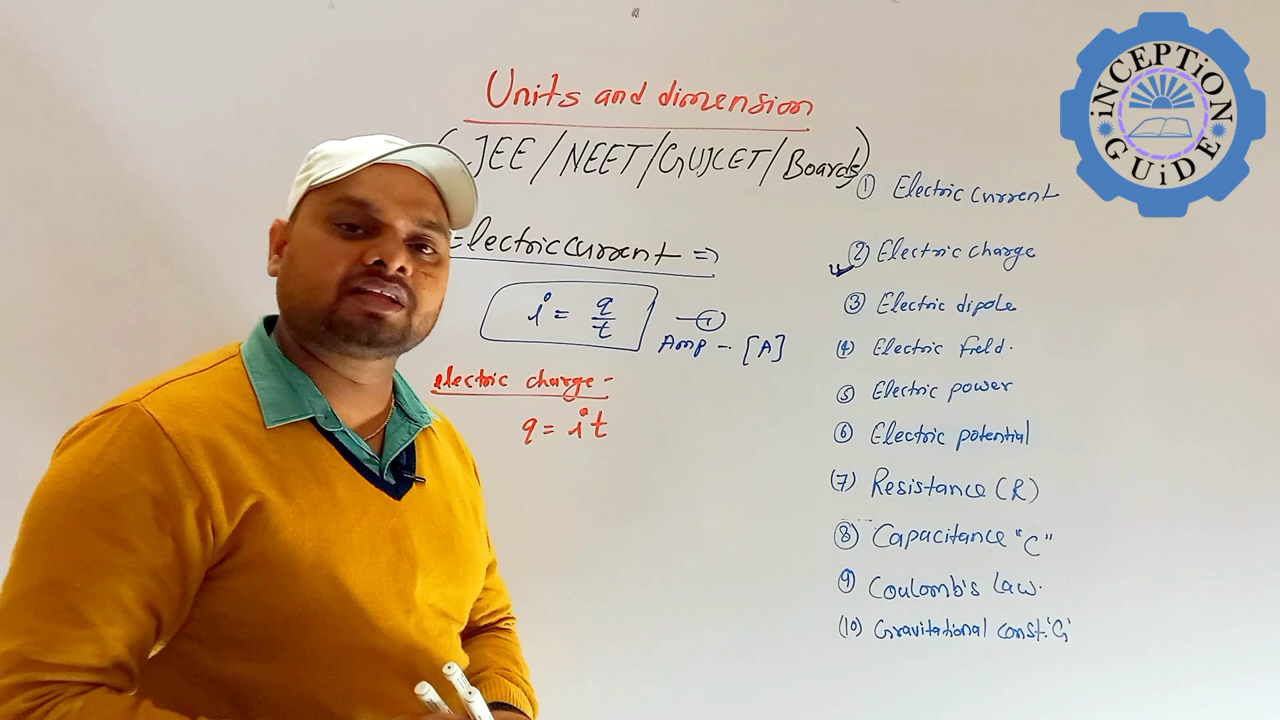 Units and dimension
(JEE/NEET/GUJCET/Boards)
Electric current ⇒
i = q/t —①
Amp - [A]
electric charge -
q = it
① Electric current
② Electric charge
③ Electric dipole
(4) Electric field.
⑤ Electric power
⑥ Electric potential
(7) Resistance (R)
⑧ Capacitance "C"
⑨ Coulomb's Law.
(10) Gravitational const. 'G'
iNCEPTiON
GUiDE